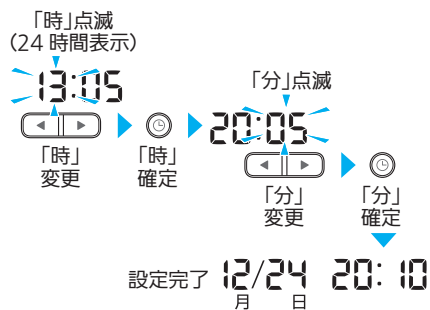 「時」点滅
(24 時間表示)
13:05
「時」
変更
「時」
確定
「分」点滅
20:05
「分」
変更
「分」
確定
設定完了 12/24 20:10
月 日